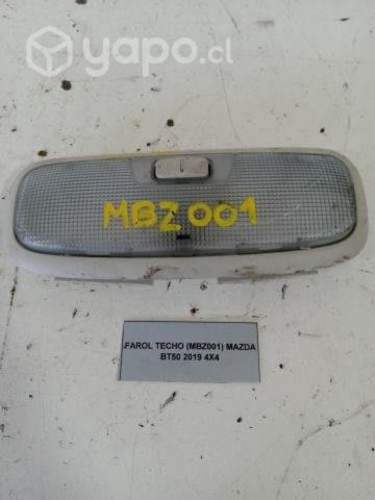 yapo.cl
MBZ001
FAROL TECHO (MBZ001) MAZDA
BT50 2019 4X4